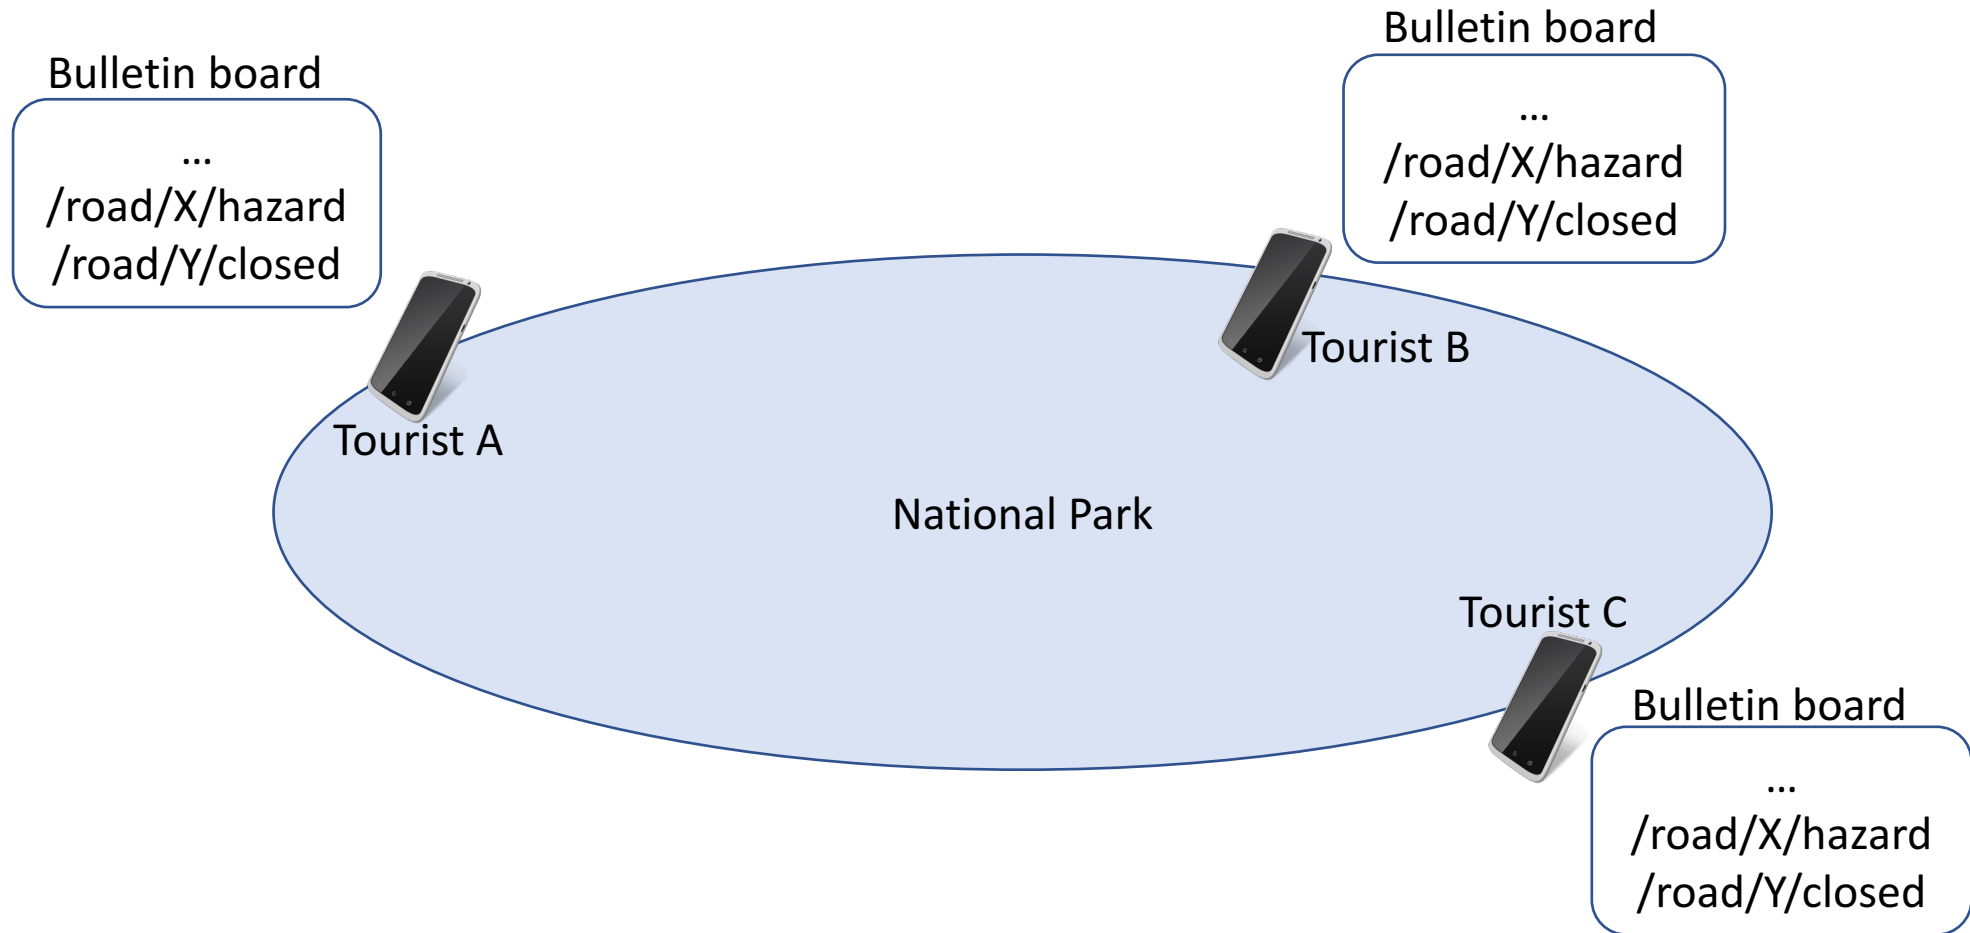 Bulletin board
...
/road/X/hazard
/road/Y/closed
Bulletin board
...
/road/X/hazard
/road/Y/closed
Tourist A
Tourist B
National Park
Tourist C
Bulletin board
...
/road/X/hazard
/road/Y/closed